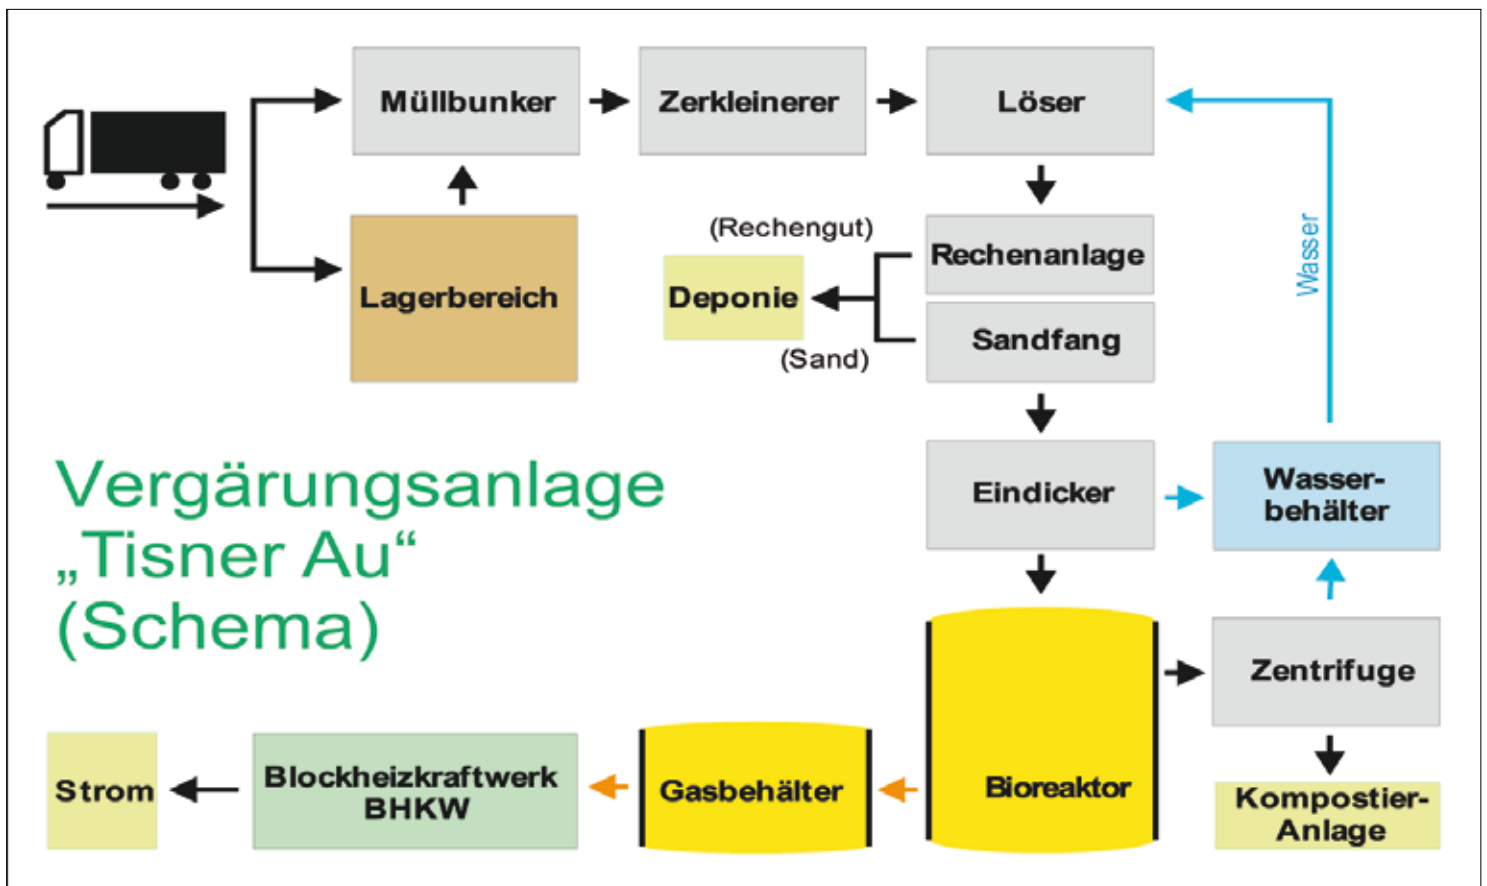 Müllbunker
Zerkleinerer
Löser
Wasser
(Rechengut)
Rechenanlage
Lagerbereich
Deponie
Sandfang
(Sand)
Vergärungsanlage
„Tisner Au“
(Schema)
Eindicker
Wasser-
behälter
Zentrifuge
Strom
Blockheizkraftwerk
BHKW
Gasbehälter
Bioreaktor
Kompostier-
Anlage